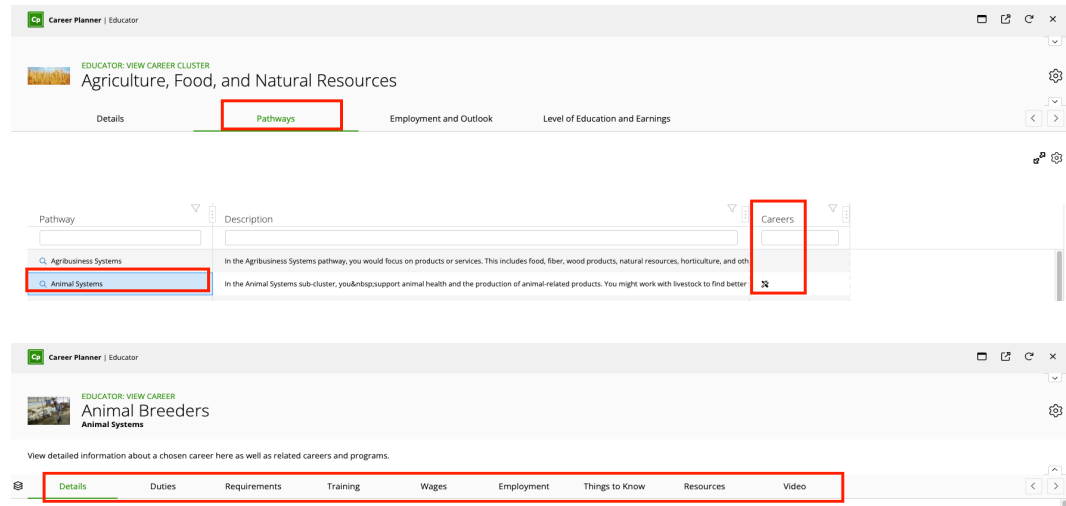 Cp Career Planner | Educator
EDUCATOR: VIEW CAREER CLUSTER
Agriculture, Food, and Natural Resources
Details Pathways Employment and Outlook Level of Education and Earnings
Pathway Description Careers
Agribusiness Systems In the Agribusiness Systems pathway, you would focus on products or services. This includes food, fiber, wood products, natural resources, horticulture, and oth
Animal Systems In the Animal Systems sub-cluster, you&nbsp;support animal health and the production of animal-related products. You might work with livestock to find better
Cp Career Planner | Educator
EDUCATOR: VIEW CAREER
Animal Breeders
Animal Systems
View detailed information about a chosen career here as well as related careers and programs.
Details Duties Requirements Training Wages Employment Things to Know Resources Video